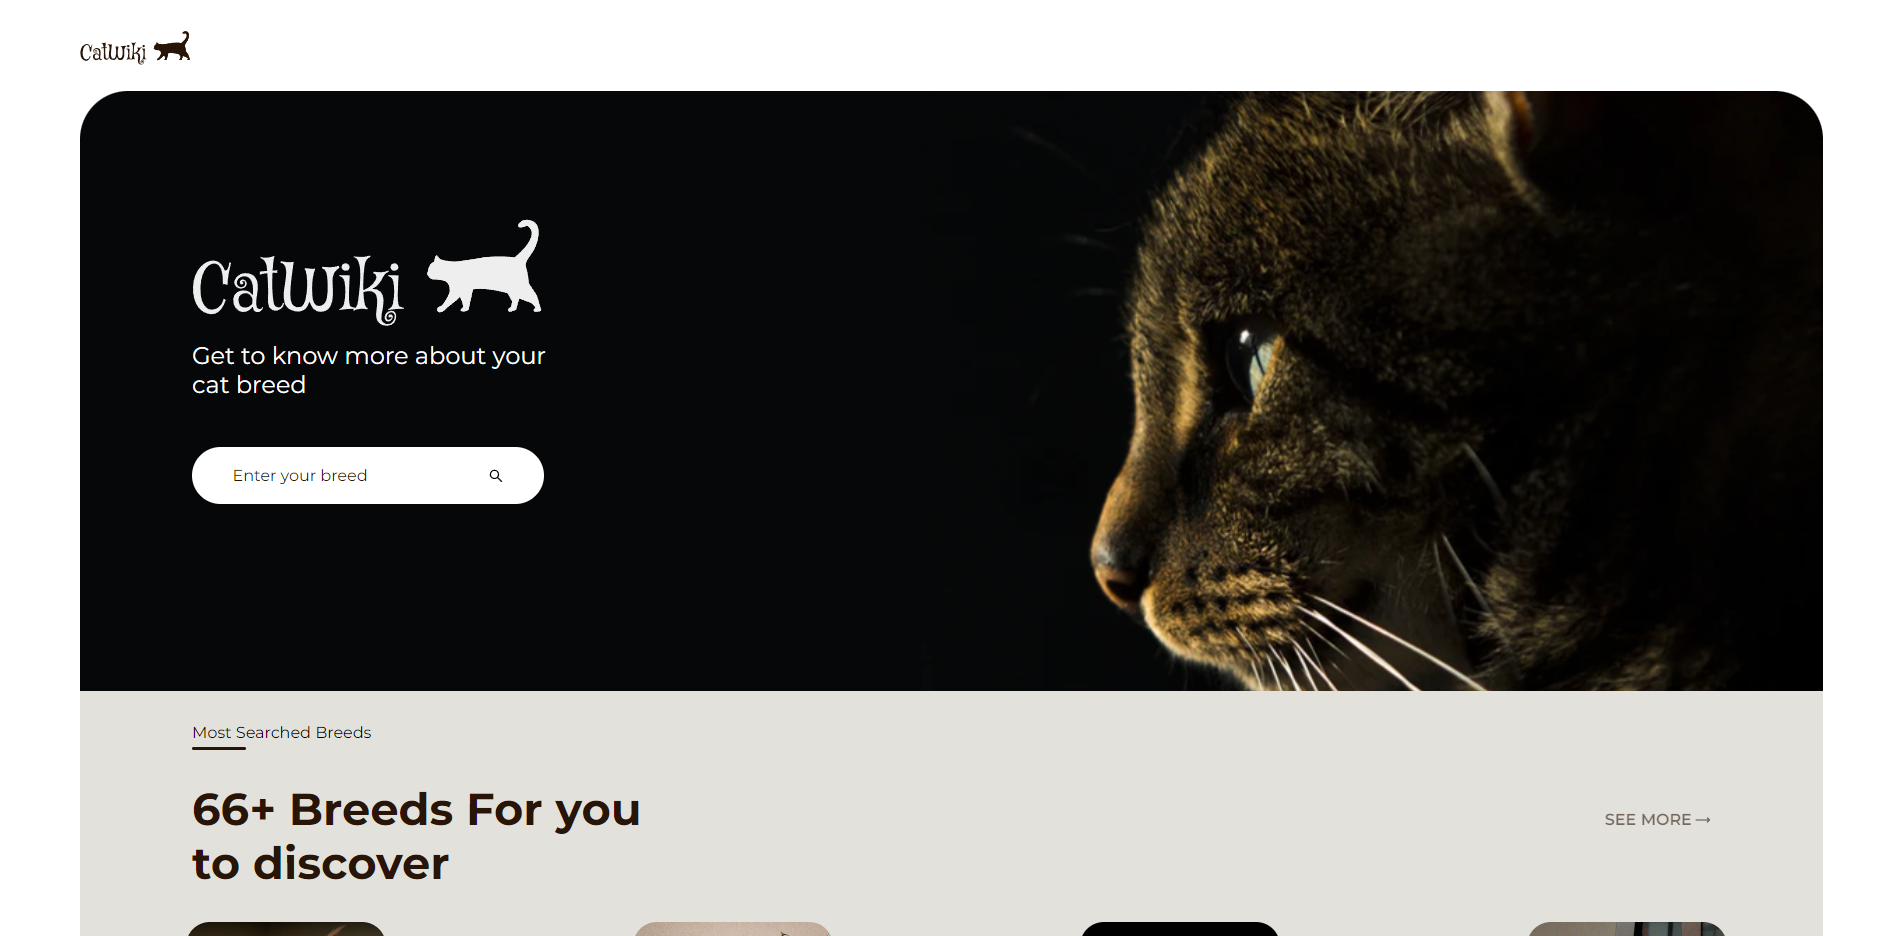 CatWiki
CatWiki
Get to know more about your
cat breed
Enter your breed
Most Searched Breeds
66+ Breeds For you
to discover
SEE MORE →